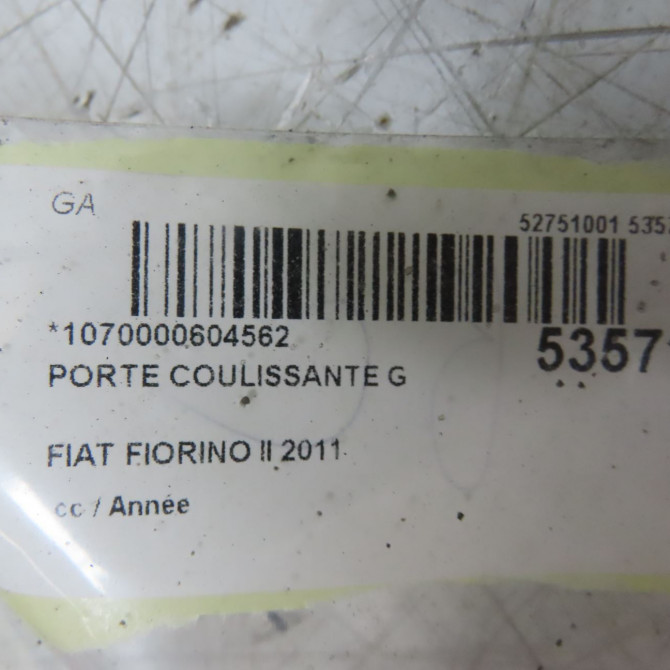 GA
52751001 535
*1070000604562
5357
PORTE COULISSANTE G
FIAT FIORINO II 2011
cc / Année